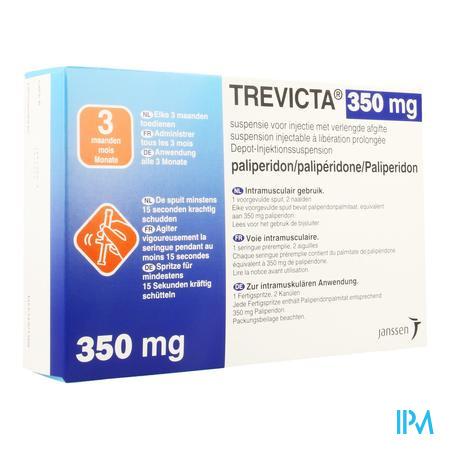 3
maanden
mois
Monate
NL Elke 3 maanden
toedienen
FR Administrer
tous les 3 mois
DE Anwendung
alle 3 Monate
NL De spuit minstens
15 seconden krachtig
schudden
FR Agiter
vigoureusement la
seringue pendant au
moins 15 secondes
DE Spritze für
mindestens
15 Sekunden kräftig
schütteln
350 mg
TREVICTA® 350 mg
suspensie voor injectie met verlengde afgifte
suspension injectable à libération prolongée
Depot-Injektionssuspension
paliperidon/palipéridone/Paliperidon
NL Intramusculair gebruik.
1 voorgevulde spuit, 2 naalden
Elke voorgevulde spuit bevat paliperidonpalmitaat, equivalent
aan 350 mg paliperidon.
Lees voor het gebruik de bijsluiter.
FR Voie intramusculaire.
1 seringue préremplie, 2 aiguilles
Chaque seringue préremplie contient du palmitate de palipéridone
équivalent à 350 mg de palipéridone.
Lire la notice avant utilisation.
DE Zur intramuskulären Anwendung.
1 Fertigspritze, 2 Kanülen
Jede Fertigspritze enthält Paliperidonpalmitat entsprechend
350 mg Paliperidon.
Packungsbeilage beachten.
janssen
IPM